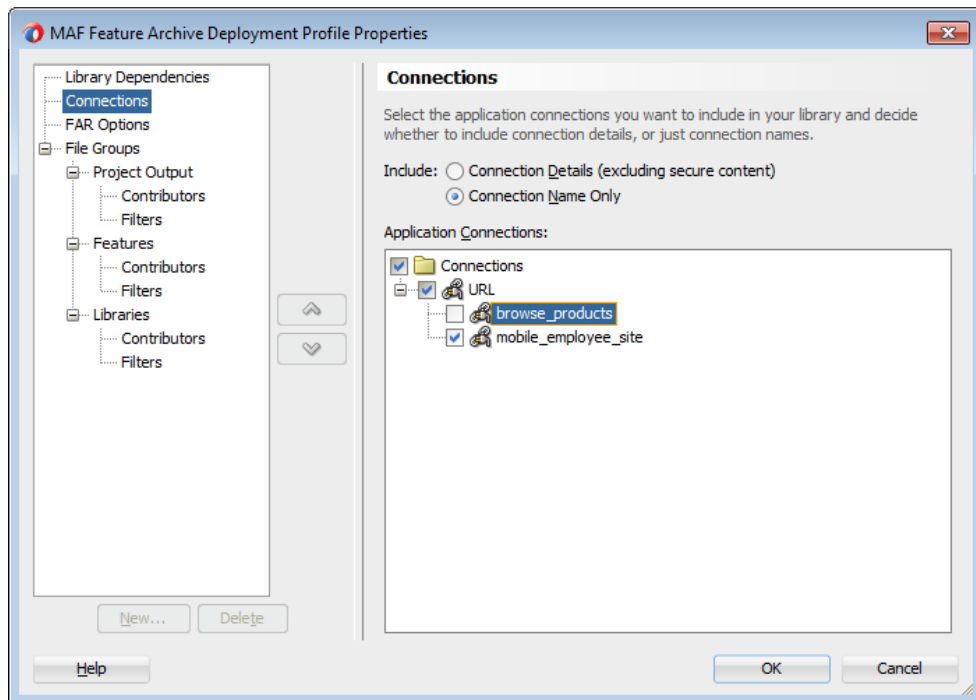 MAF Feature Archive Deployment Profile Properties
Library Dependencies
Connections
FAR Options
File Groups
Project Output
Contributors
Filters
Features
Contributors
Filters
Libraries
Contributors
Filters
New...
Delete
Connections
Select the application connections you want to include in your library and decide
whether to include connection details, or just connection names.
Include:
Connection Details (excluding secure content)
Connection Name Only
Application Connections:
Connections
URL
browse_products
mobile_employee_site
Help
OK
Cancel